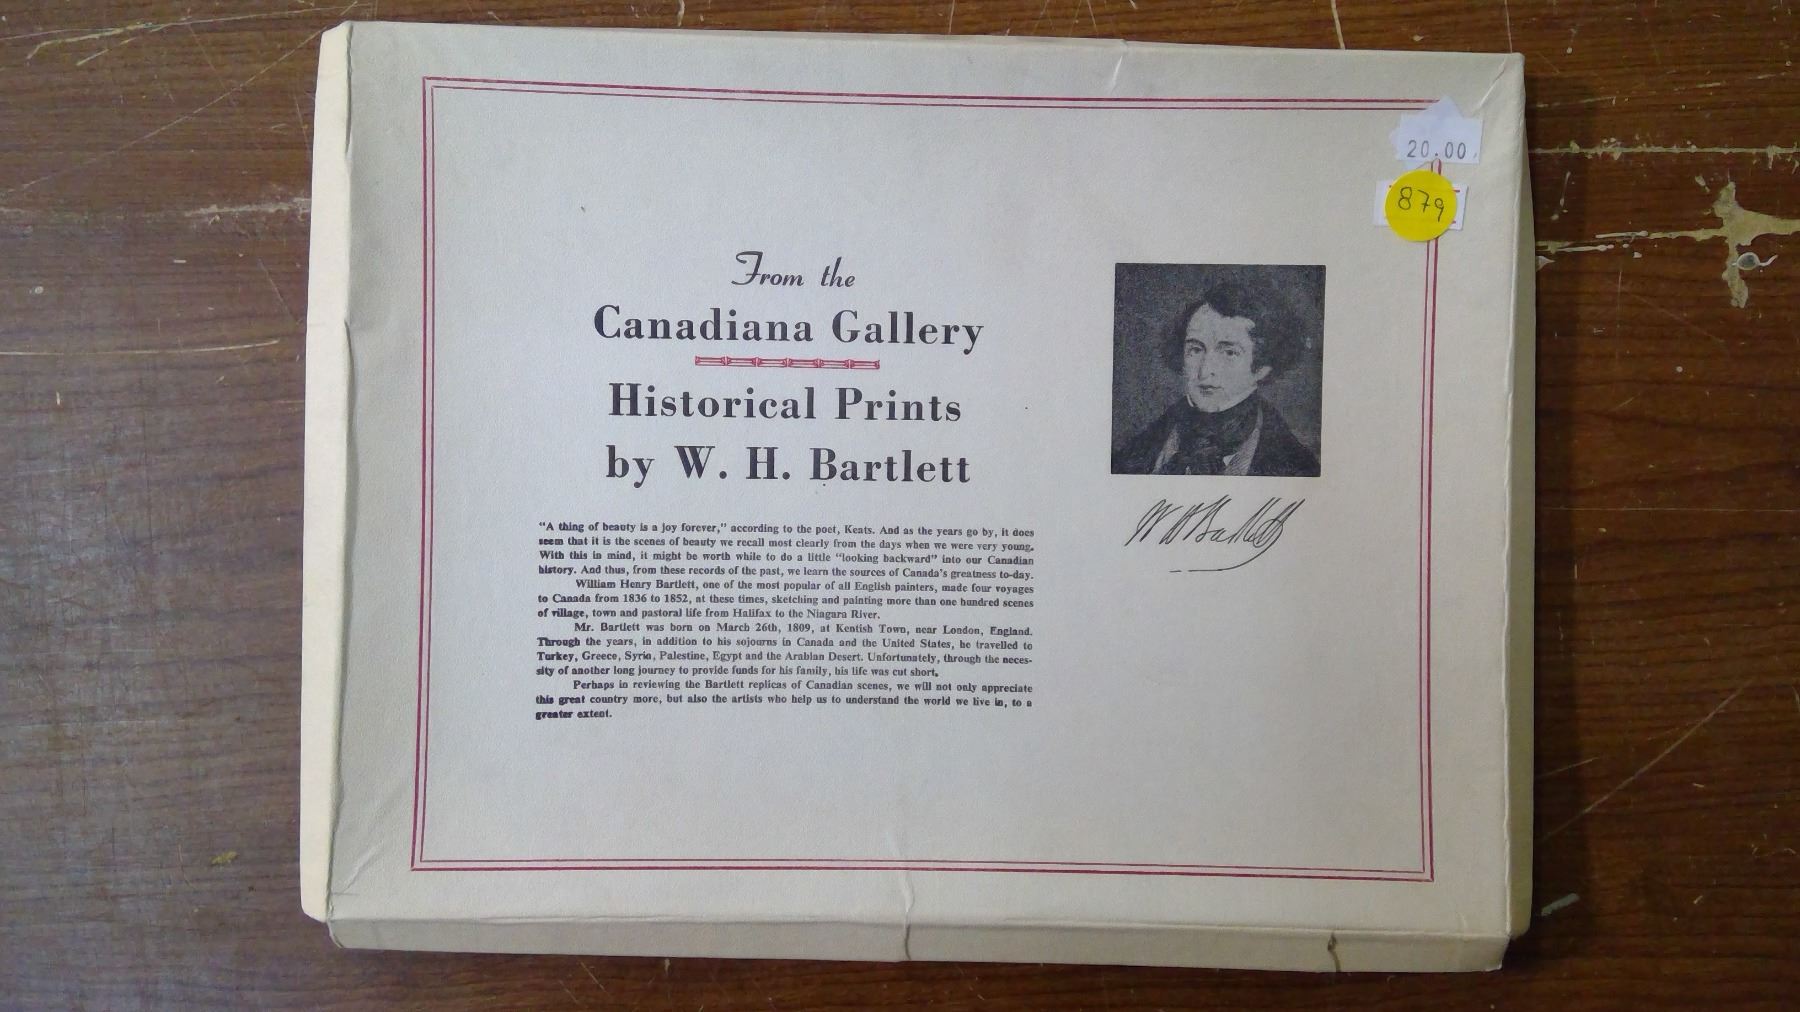 20.00
879
From the
Canadiana Gallery
Historical Prints
by W. H. Bartlett
"A thing of beauty is a joy forever," according to the poet, Keats. And as the years go by, it does
seem that it is the scenes of beauty we recall most clearly from the days when we were very young.
With this in mind, it might be worth while to do a little "looking backward" into our Canadian
history. And thus, from these records of the past, we learn the sources of Canada's greatness to-day.
William Henry Bartlett, one of the most popular of all English painters, made four voyages
to Canada from 1836 to 1852, at these times, sketching and painting more than one hundred scenes
of village, town and pastoral life from Halifax to the Niagara River.
Mr. Bartlett was born on March 26th, 1809, at Kentish Town, near London, England.
Through the years, in addition to his sojourns in Canada and the United States, he travelled to
Turkey, Greece, Syria, Palestine, Egypt and the Arabian Desert. Unfortunately, through the neces-
sity of another long journey to provide funds for his family, his life was cut short.
Perhaps in reviewing the Bartlett replicas of Canadian scenes, we will not only appreciate
this great country more, but also the artists who help us to understand the world we live in, to a
greater extent.
W H Bartlett